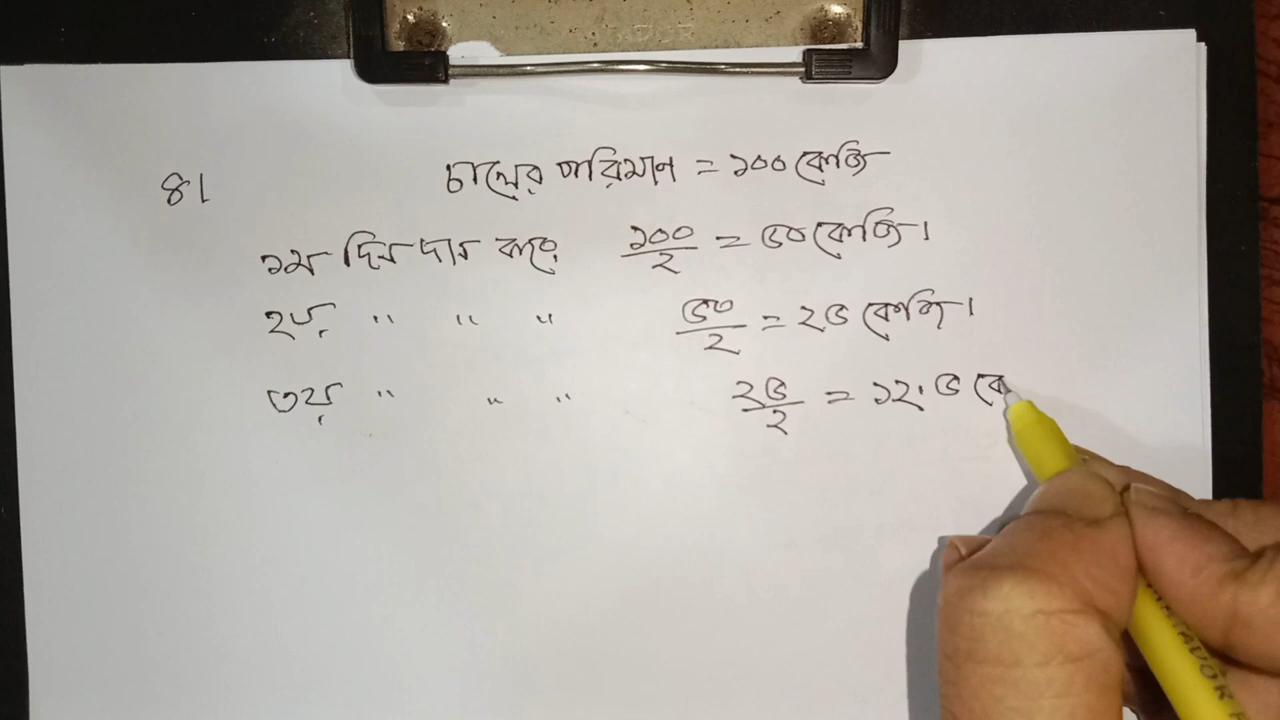 ৪। চালের পরিমান = ১০০ কেজি
১ম দিন দান করে ১০০/২ = ৫০ কেজি।
২য় " " " ৫০/২ = ২৫ কেজি।
৩য় " " " ২৫/২ = ১২.৫ কে